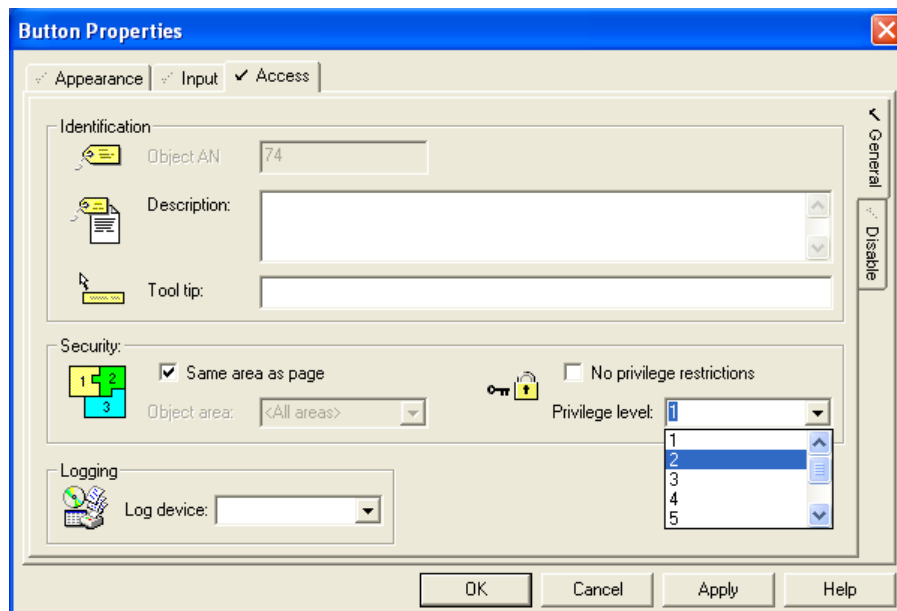 Button Properties
Appearance Input Access
Identification
Object AN 74
Description:
Tool tip:
General
Disable
Security:
1 2 3
Same area as page
Object area: <All areas>
No privilege restrictions
Privilege level: 1
1
2
3
4
5
Logging
Log device:
OK Cancel Apply Help